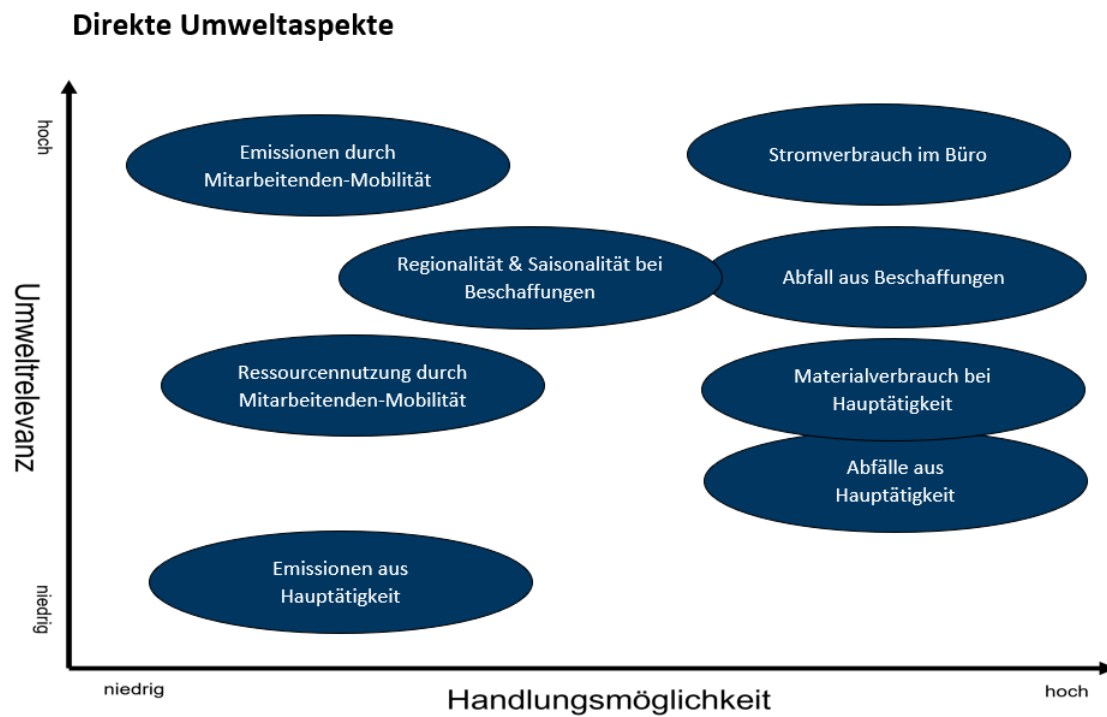 Direkte Umweltaspekte
hoch
Emissionen durch
Mitarbeitenden-Mobilität
Stromverbrauch im Büro
Regionalität & Saisonalität bei
Beschaffungen
Abfall aus Beschaffungen
Umweltrelevanz
Ressourcennutzung durch
Mitarbeitenden-Mobilität
Materialverbrauch bei
Hauptätigkeit
Abfälle aus
Hauptätigkeit
Emissionen aus
Hauptätigkeit
niedrig
niedrig
Handlungsmöglichkeit
hoch